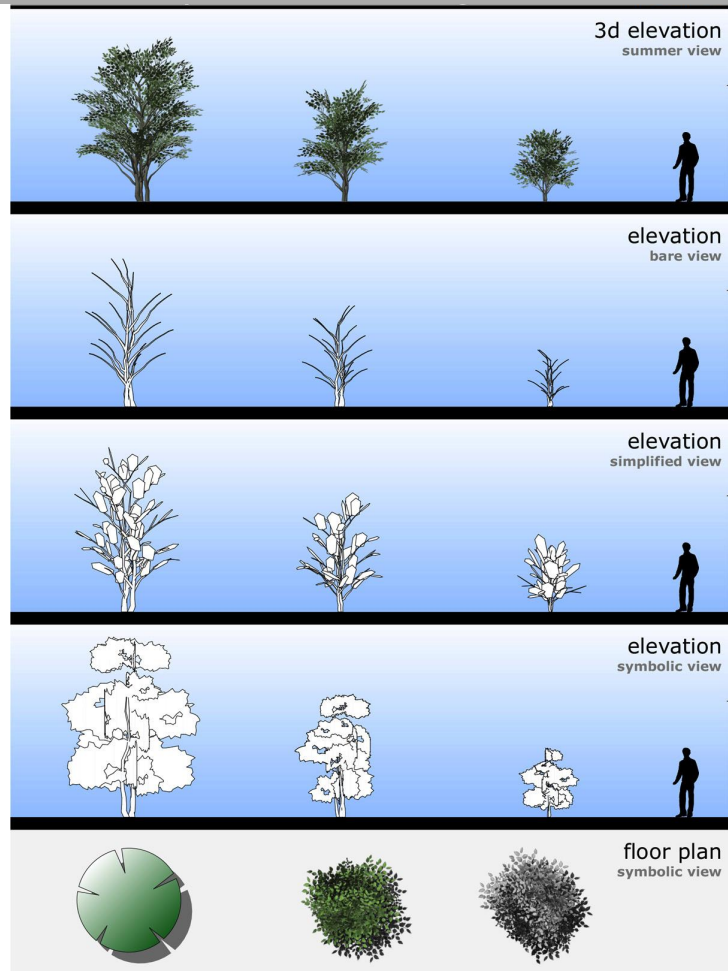 3d elevation
summer view
elevation
bare view
elevation
simplified view
elevation
symbolic view
floor plan
symbolic view